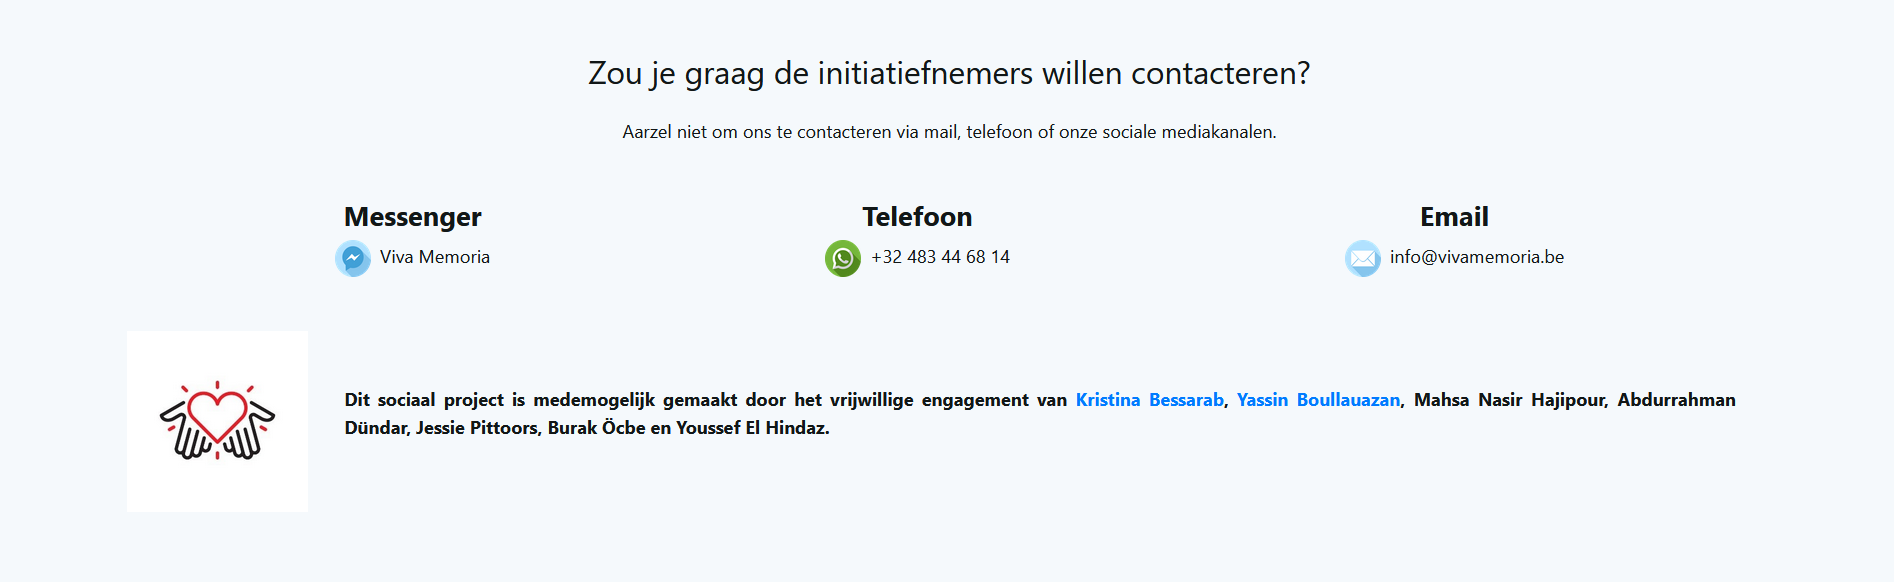 Zou je graag de initiatiefnemers willen contacteren?
Aarzel niet om ons te contacteren via mail, telefoon of onze sociale mediakanalen.
Messenger
Viva Memoria
Telefoon
+32 483 44 68 14
Email
info@vivamemoria.be
Dit sociaal project is medemogelijk gemaakt door het vrijwillige engagement van Kristina Bessarab, Yassin Boullauazan, Mahsa Nasir Hajipour, Abdurrahman
Dündar, Jessie Pittoors, Burak Öcbe en Youssef El Hindaz.